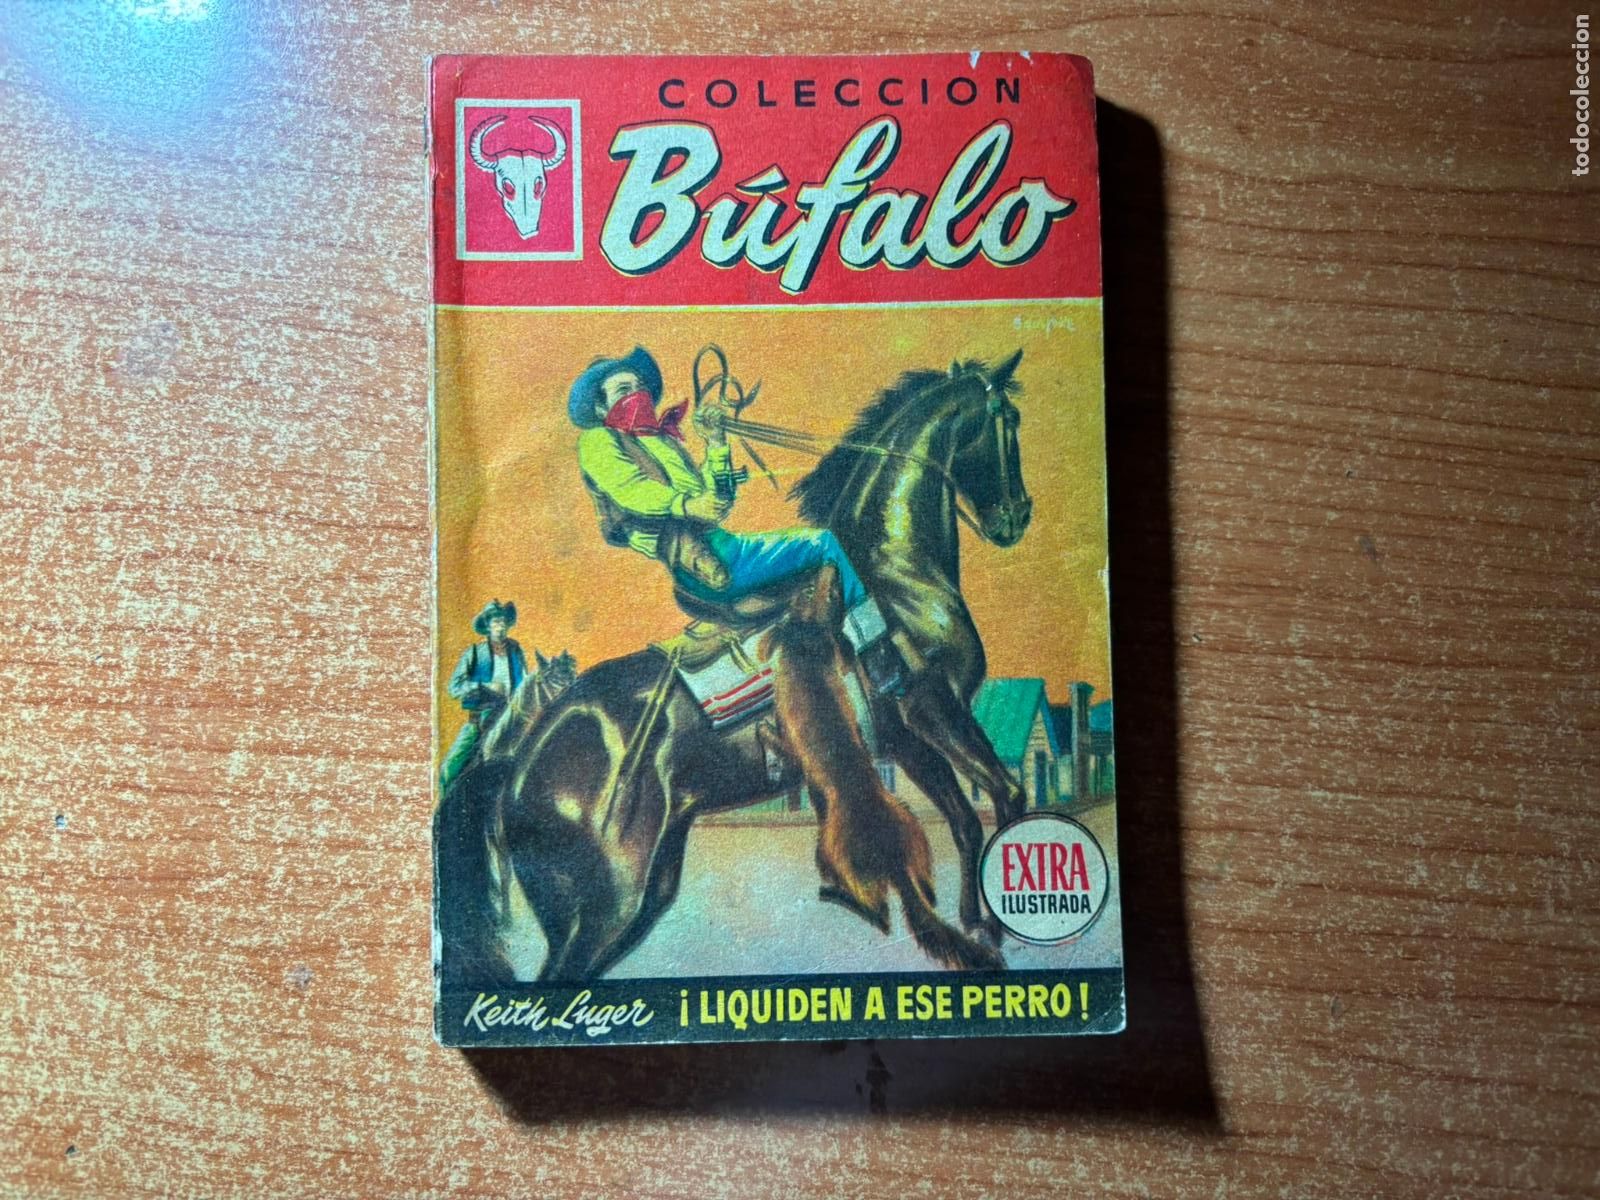 COLECCION
Búfalo
EXTRA
ILUSTRADA
Keith Luger ¡LIQUIDEN A ESE PERRO!
todocoleccion